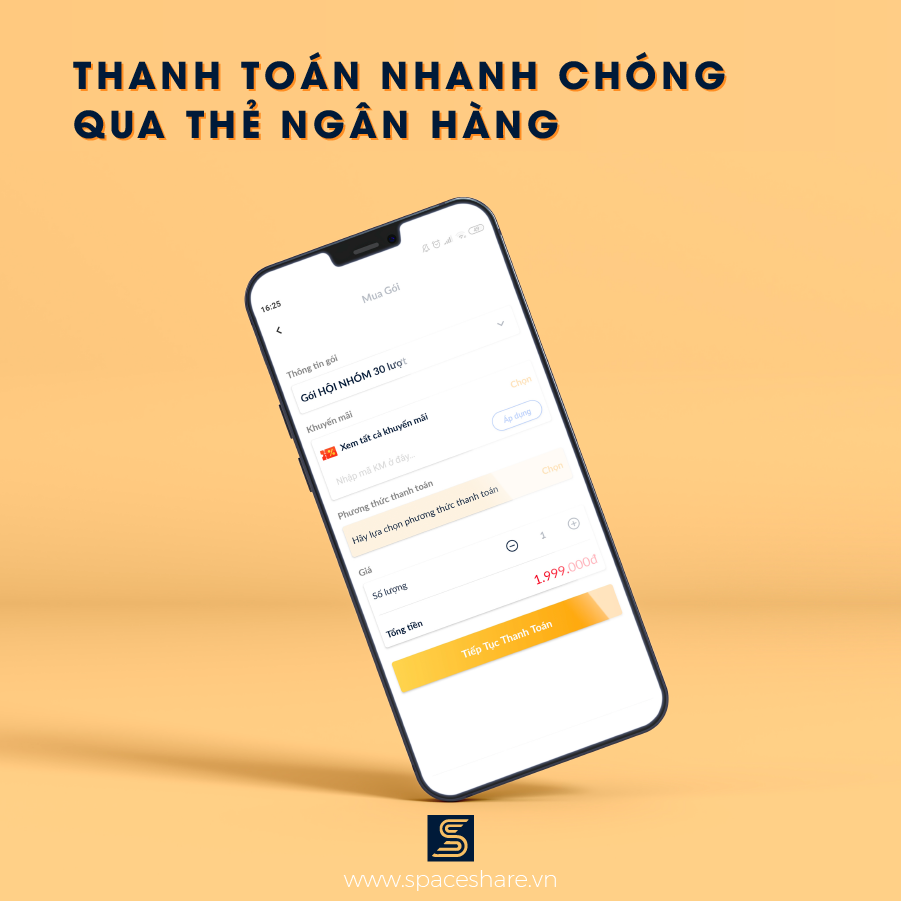 THANH TOÁN NHANH CHÓNG
QUA THẺ NGÂN HÀNG
16:25
Mua Gói
Thông tin gói
Gói HỘI NHÓM 30 lượt
Khuyến mãi
Chọn
Xem tất cả khuyến mãi
Nhập mã KM ở đây...
Áp dụng
Phương thức thanh toán
Chọn
Hãy lựa chọn phương thức thanh toán
Giá
Số lượng
1
Tổng tiền
1.999.000đ
Tiếp Tục Thanh Toán
www.spaceshare.vn